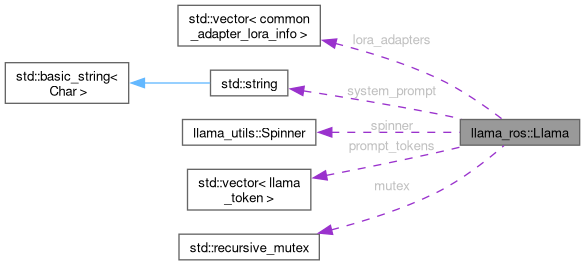 std::vector< common
_adapter_lora_info >
lora_adapters
std::basic_string<
Char >
std::string
system_prompt
llama_utils::Spinner
spinner
llama_ros::Llama
prompt_tokens
std::vector< llama
_token >
mutex
std::recursive_mutex